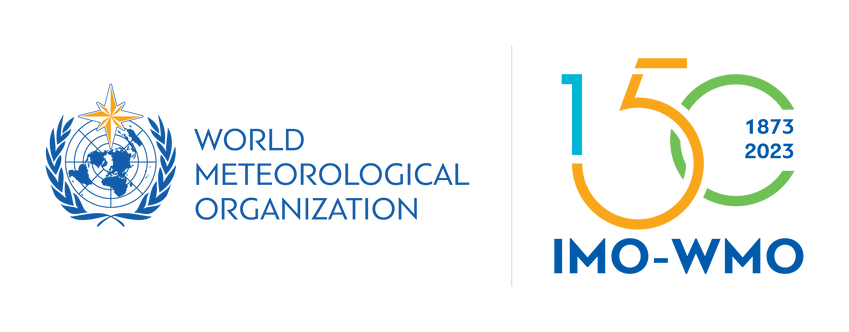 WORLD
METEOROLOGICAL
ORGANIZATION
150
1873
2023
IMO-WMO